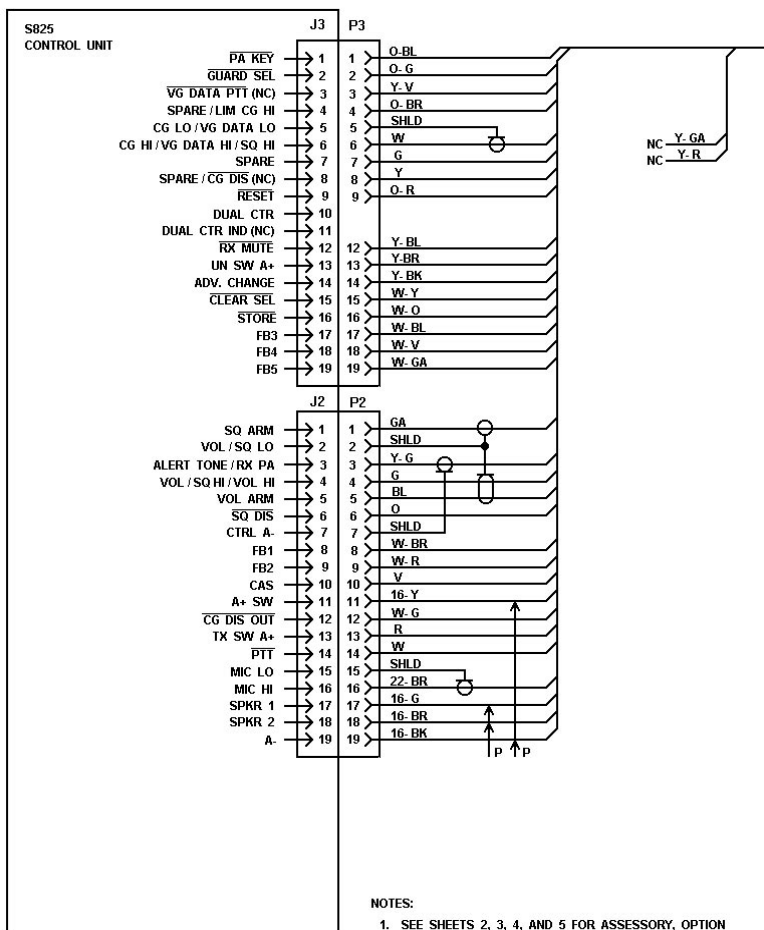 S825
CONTROL UNIT
J3 P3
PA KEY 1 1 O-BL
GUARD SEL 2 2 O-G
VG DATA PTT (NC) 3 3 Y-V
SPARE / LIM CG HI 4 4 O-BR
CG LO / VG DATA LO 5 5 SHLD
CG HI / VG DATA HI / SQ HI 6 6 W
SPARE 7 7 G
SPARE / CG DIS (NC) 8 8 Y
RESET 9 9 O-R
DUAL CTR 10
DUAL CTR IND (NC) 11
RX MUTE 12 12 Y-BL
UN SW A+ 13 13 Y-BR
ADV. CHANGE 14 14 Y-BK
CLEAR SEL 15 15 W-Y
STORE 16 16 W-O
FB3 17 17 W-BL
FB4 18 18 W-V
FB5 19 19 W-GA
NC Y-GA
NC Y-R
J2 P2
SQ ARM 1 1 GA
VOL / SQ LO 2 2 SHLD
ALERT TONE / RX PA 3 3 Y-G
VOL / SQ HI / VOL HI 4 4 G
VOL ARM 5 5 BL
SQ DIS 6 6 O
CTRL A- 7 7 SHLD
FB1 8 8 W-BR
FB2 9 9 W-R
CAS 10 10 V
A+ SW 11 11 16-Y
CG DIS OUT 12 12 W-G
TX SW A+ 13 13 R
PTT 14 14 W
MIC LO 15 15 SHLD
MIC HI 16 16 22-BR
SPKR 1 17 17 16-G
SPKR 2 18 18 16-BR
A- 19 19 16-BK
P P
NOTES:
1. SEE SHEETS 2, 3, 4, AND 5 FOR ASSESSORY, OPTION